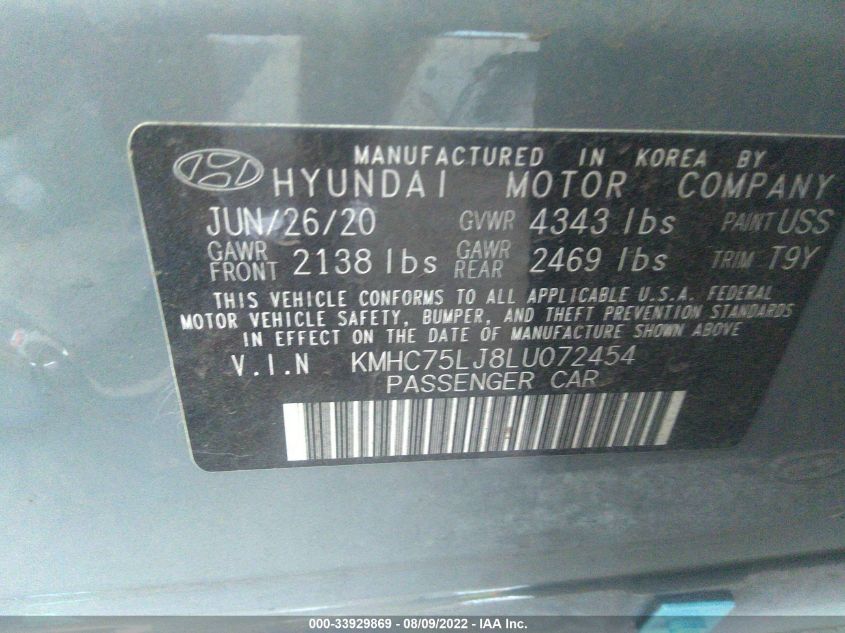 MANUFACTURED IN KOREA BY
HYUNDAI MOTOR COMPANY
JUN/26/20 GVWR 4343 lbs PAINT USS
GAWR FRONT 2138 lbs GAWR REAR 2469 lbs TRIM T9Y
THIS VEHICLE CONFORMS TO ALL APPLICABLE U.S.A. FEDERAL
MOTOR VEHICLE SAFETY, BUMPER, AND THEFT PREVENTION STANDARDS
IN EFFECT ON THE DATE OF MANUFACTURE SHOWN ABOVE
V.I.N KMHC75LJ8LU072454
PASSENGER CAR
000-33929869 - 08/09/2022 - IAA Inc.